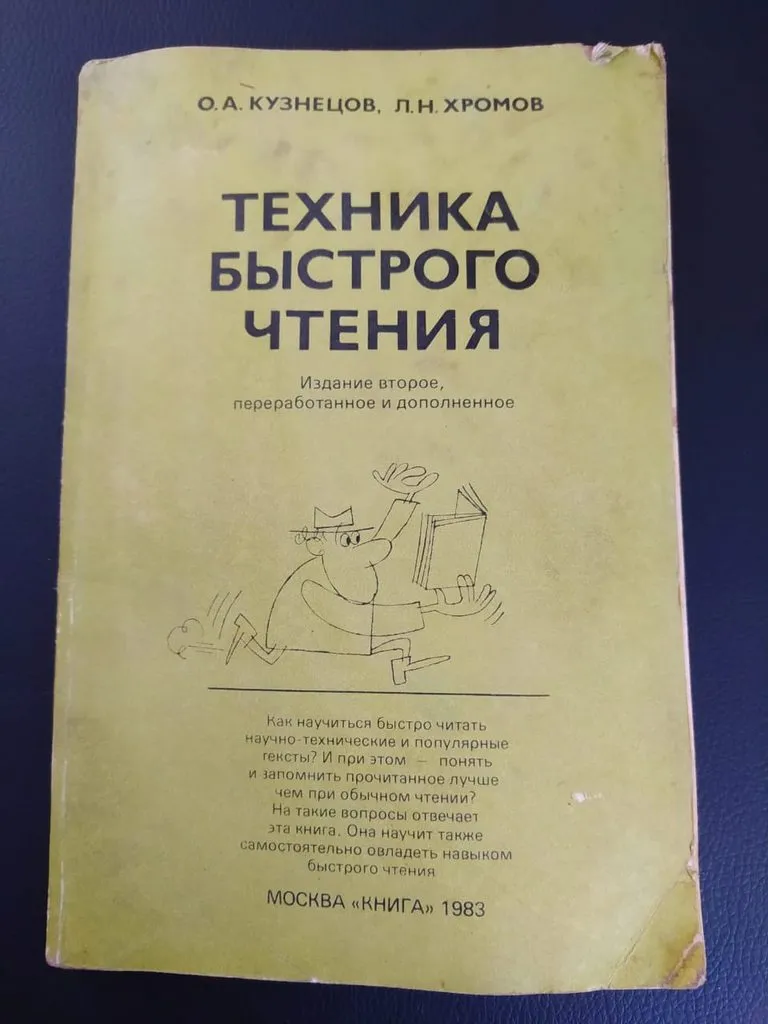 О.А. КУЗНЕЦОВ, Л.Н. ХРОМОВ
ТЕХНИКА
БЫСТРОГО
ЧТЕНИЯ
Издание второе,
переработанное и дополненное
Как научиться быстро читать
научно-технические и популярные
тексты? И при этом — понять
и запомнить прочитанное лучше
чем при обычном чтении?
На такие вопросы отвечает
эта книга. Она научит также
самостоятельно овладеть навыком
быстрого чтения
МОСКВА «КНИГА» 1983